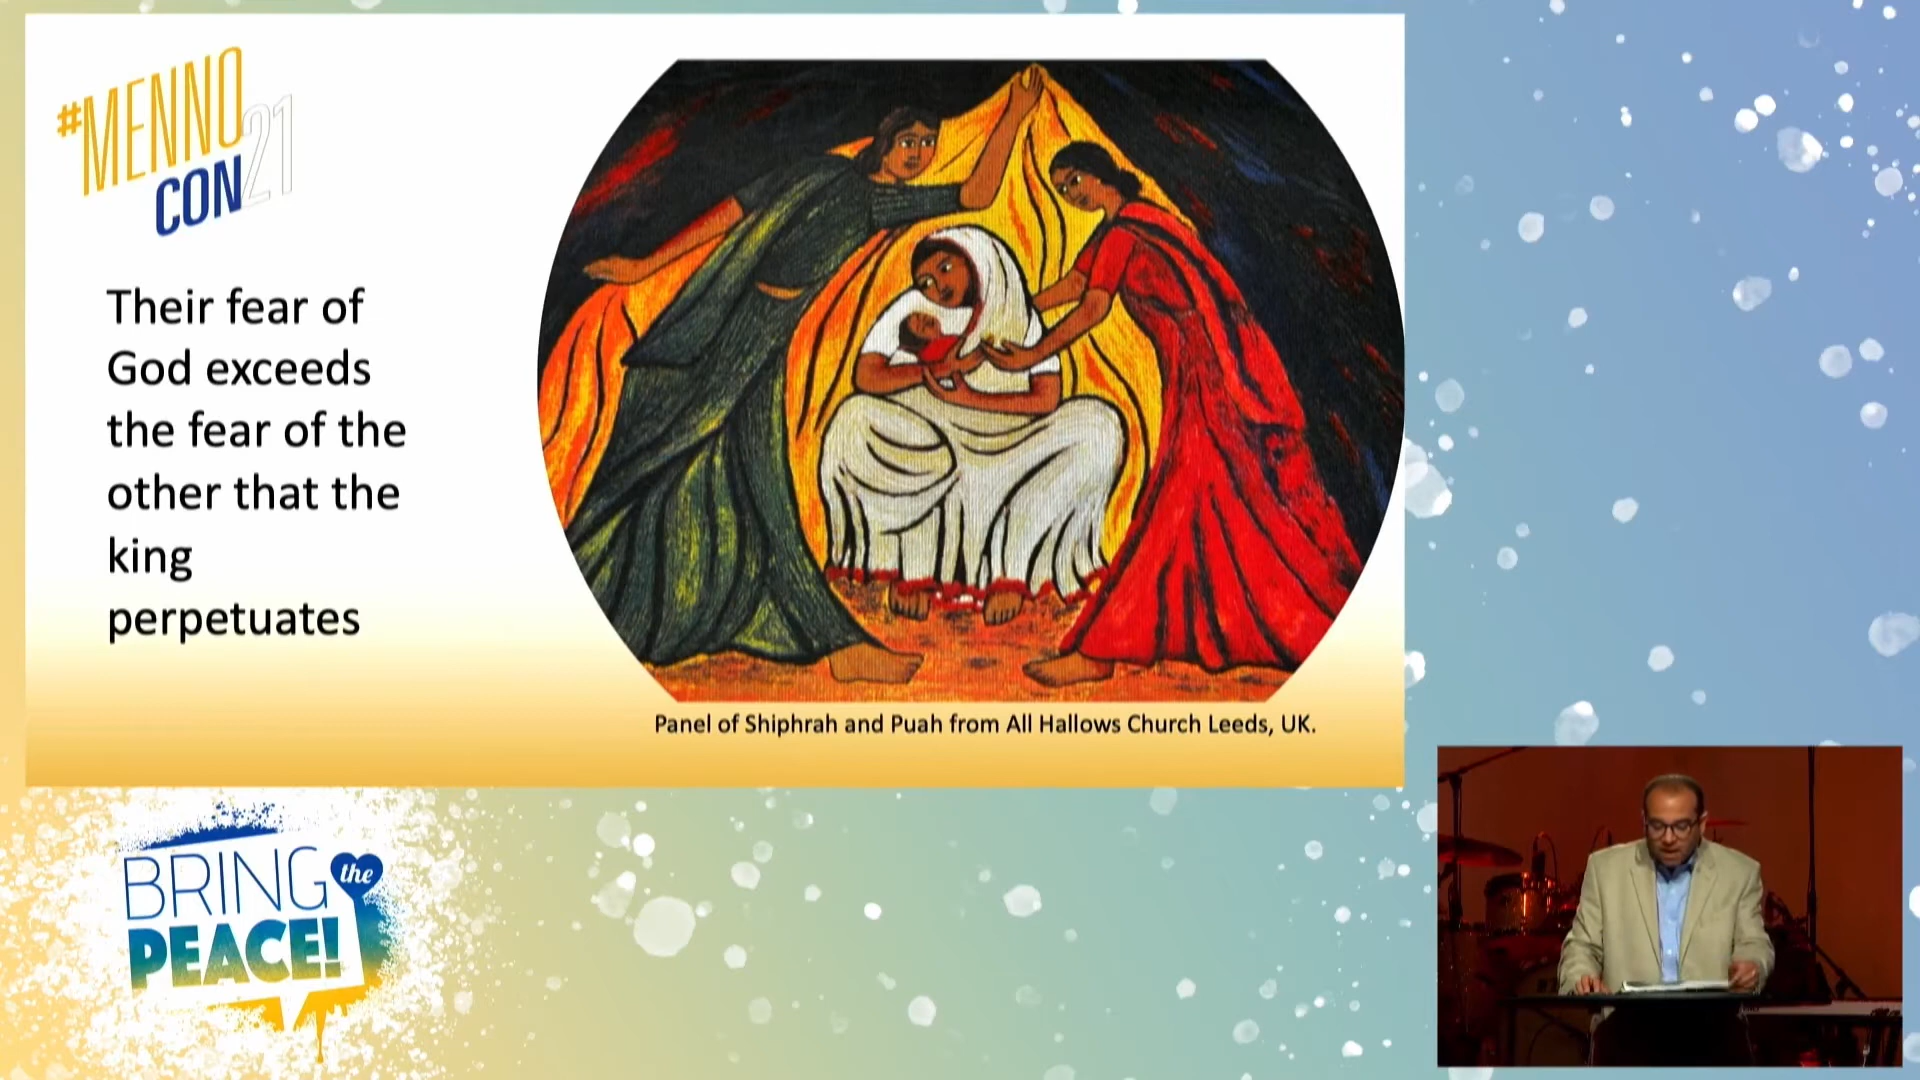 #MENNO
CON21
Their fear of
God exceeds
the fear of the
other that the
king
perpetuates
Panel of Shiphrah and Puah from All Hallows Church Leeds, UK.
BRING the
PEACE!